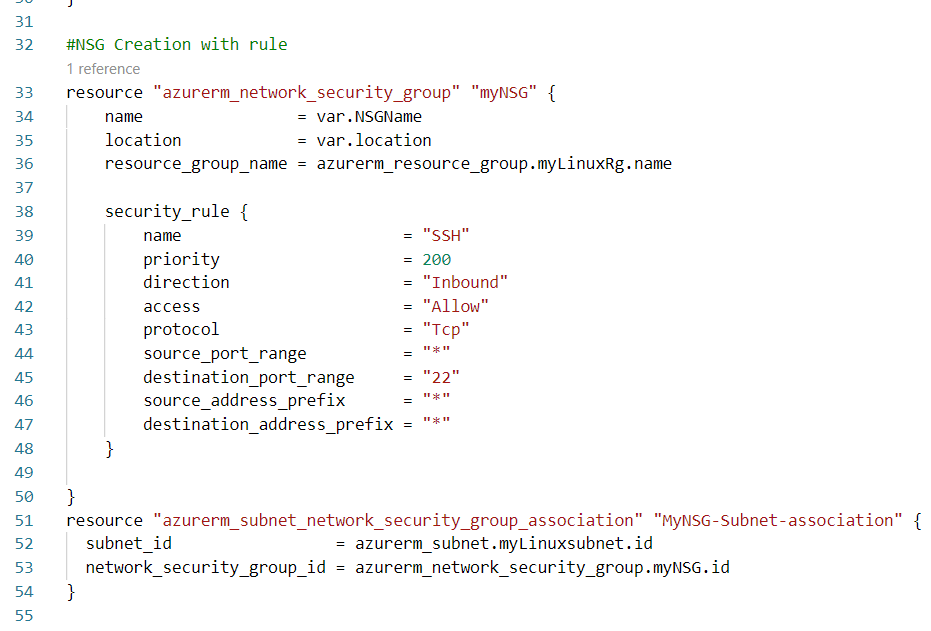 31
32 #NSG Creation with rule
1 reference
33 resource "azurerm_network_security_group" "myNSG" {
34     name                = var.NSGName
35     location            = var.location
36     resource_group_name = azurerm_resource_group.myLinuxRg.name
37
38     security_rule {
39         name                       = "SSH"
40         priority                   = 200
41         direction                  = "Inbound"
42         access                     = "Allow"
43         protocol                   = "Tcp"
44         source_port_range          = "*"
45         destination_port_range     = "22"
46         source_address_prefix      = "*"
47         destination_address_prefix = "*"
48     }
49
50 }
51 resource "azurerm_subnet_network_security_group_association" "MyNSG-Subnet-association" {
52   subnet_id                 = azurerm_subnet.myLinuxsubnet.id
53   network_security_group_id = azurerm_network_security_group.myNSG.id
54 }
55